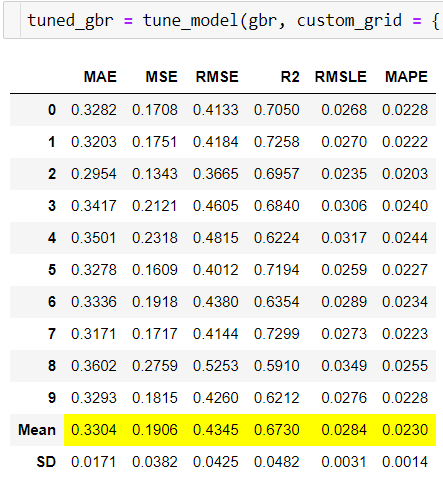 tuned_gbr = tune_model(gbr, custom_grid = {
MAE MSE RMSE R2 RMSLE MAPE
0 0.3282 0.1708 0.4133 0.7050 0.0268 0.0228
1 0.3203 0.1751 0.4184 0.7258 0.0270 0.0222
2 0.2954 0.1343 0.3665 0.6957 0.0235 0.0203
3 0.3417 0.2121 0.4605 0.6840 0.0306 0.0240
4 0.3501 0.2318 0.4815 0.6224 0.0317 0.0244
5 0.3278 0.1609 0.4012 0.7194 0.0259 0.0227
6 0.3336 0.1918 0.4380 0.6354 0.0289 0.0234
7 0.3171 0.1717 0.4144 0.7299 0.0273 0.0223
8 0.3602 0.2759 0.5253 0.5910 0.0349 0.0255
9 0.3293 0.1815 0.4260 0.6212 0.0276 0.0228
Mean 0.3304 0.1906 0.4345 0.6730 0.0284 0.0230
SD 0.0171 0.0382 0.0425 0.0482 0.0031 0.0014